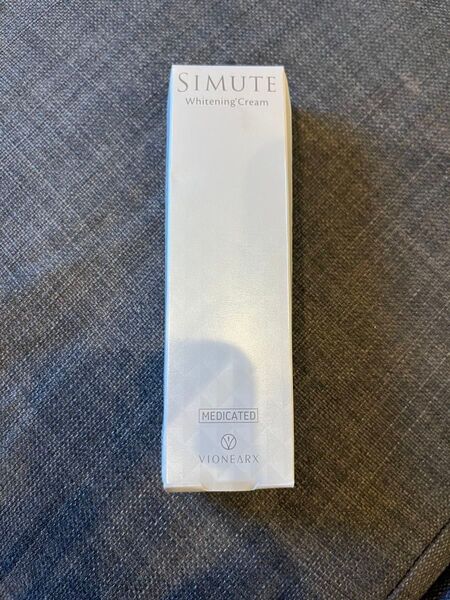 SIMUTE
Whitening*Cream
MEDICATED
VIONEARX